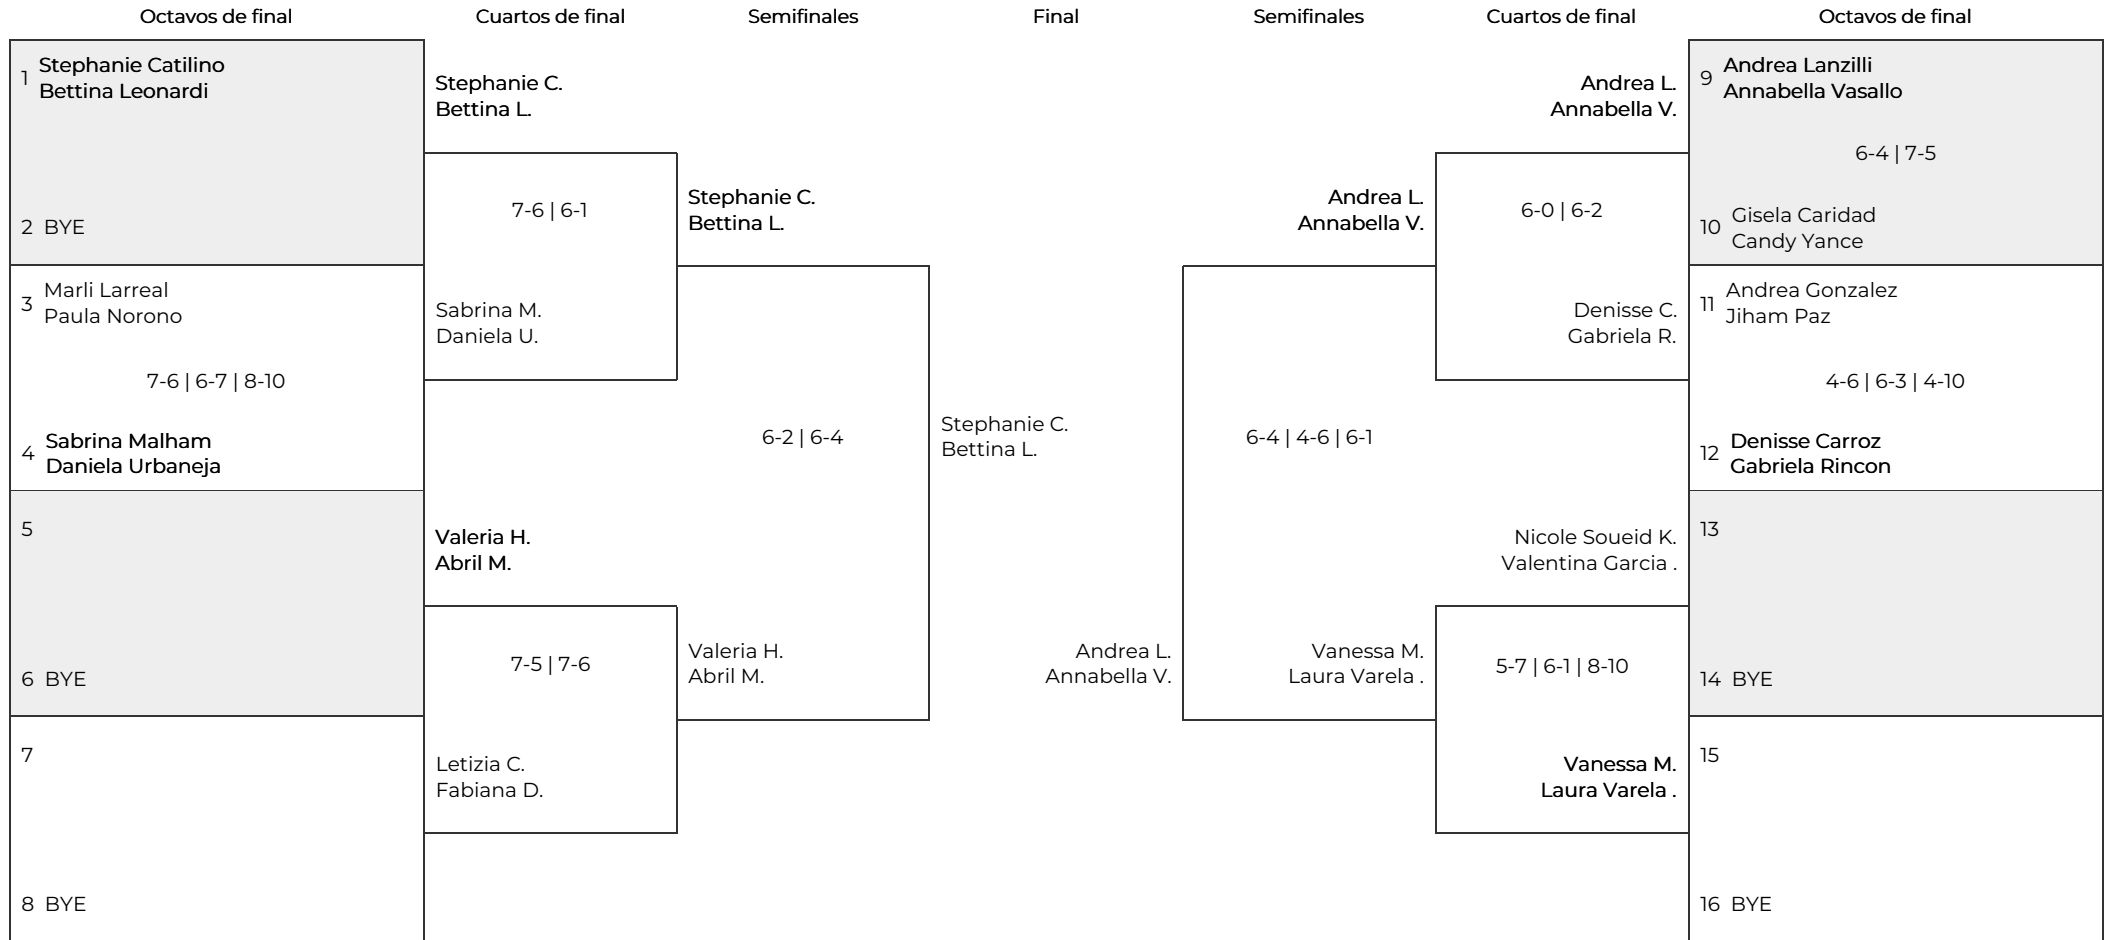 Octavos de final
Cuartos de final
Semifinales
Final
Semifinales
Cuartos de final
Octavos de final
1
Stephanie Catilino
Bettina Leonardi
2 BYE
3
Marli Larreal
Paula Norono
7-6 | 6-7 | 8-10
4
Sabrina Malham
Daniela Urbaneja
5
6 BYE
7
8 BYE
Stephanie C.
Bettina L.
7-6 | 6-1
Sabrina M.
Daniela U.
Valeria H.
Abril M.
7-5 | 7-6
Letizia C.
Fabiana D.
Stephanie C.
Bettina L.
6-2 | 6-4
Valeria H.
Abril M.
Stephanie C.
Bettina L.
Andrea L.
Annabella V.
Andrea L.
Annabella V.
6-4 | 4-6 | 6-1
Vanessa M.
Laura Varela .
Andrea L.
Annabella V.
6-0 | 6-2
Denisse C.
Gabriela R.
Nicole Soueid K.
Valentina Garcia .
5-7 | 6-1 | 8-10
Vanessa M.
Laura Varela .
9
Andrea Lanzilli
Annabella Vasallo
6-4 | 7-5
10
Gisela Caridad
Candy Yance
11
Andrea Gonzalez
Jiham Paz
4-6 | 6-3 | 4-10
12
Denisse Carroz
Gabriela Rincon
13
14 BYE
15
16 BYE